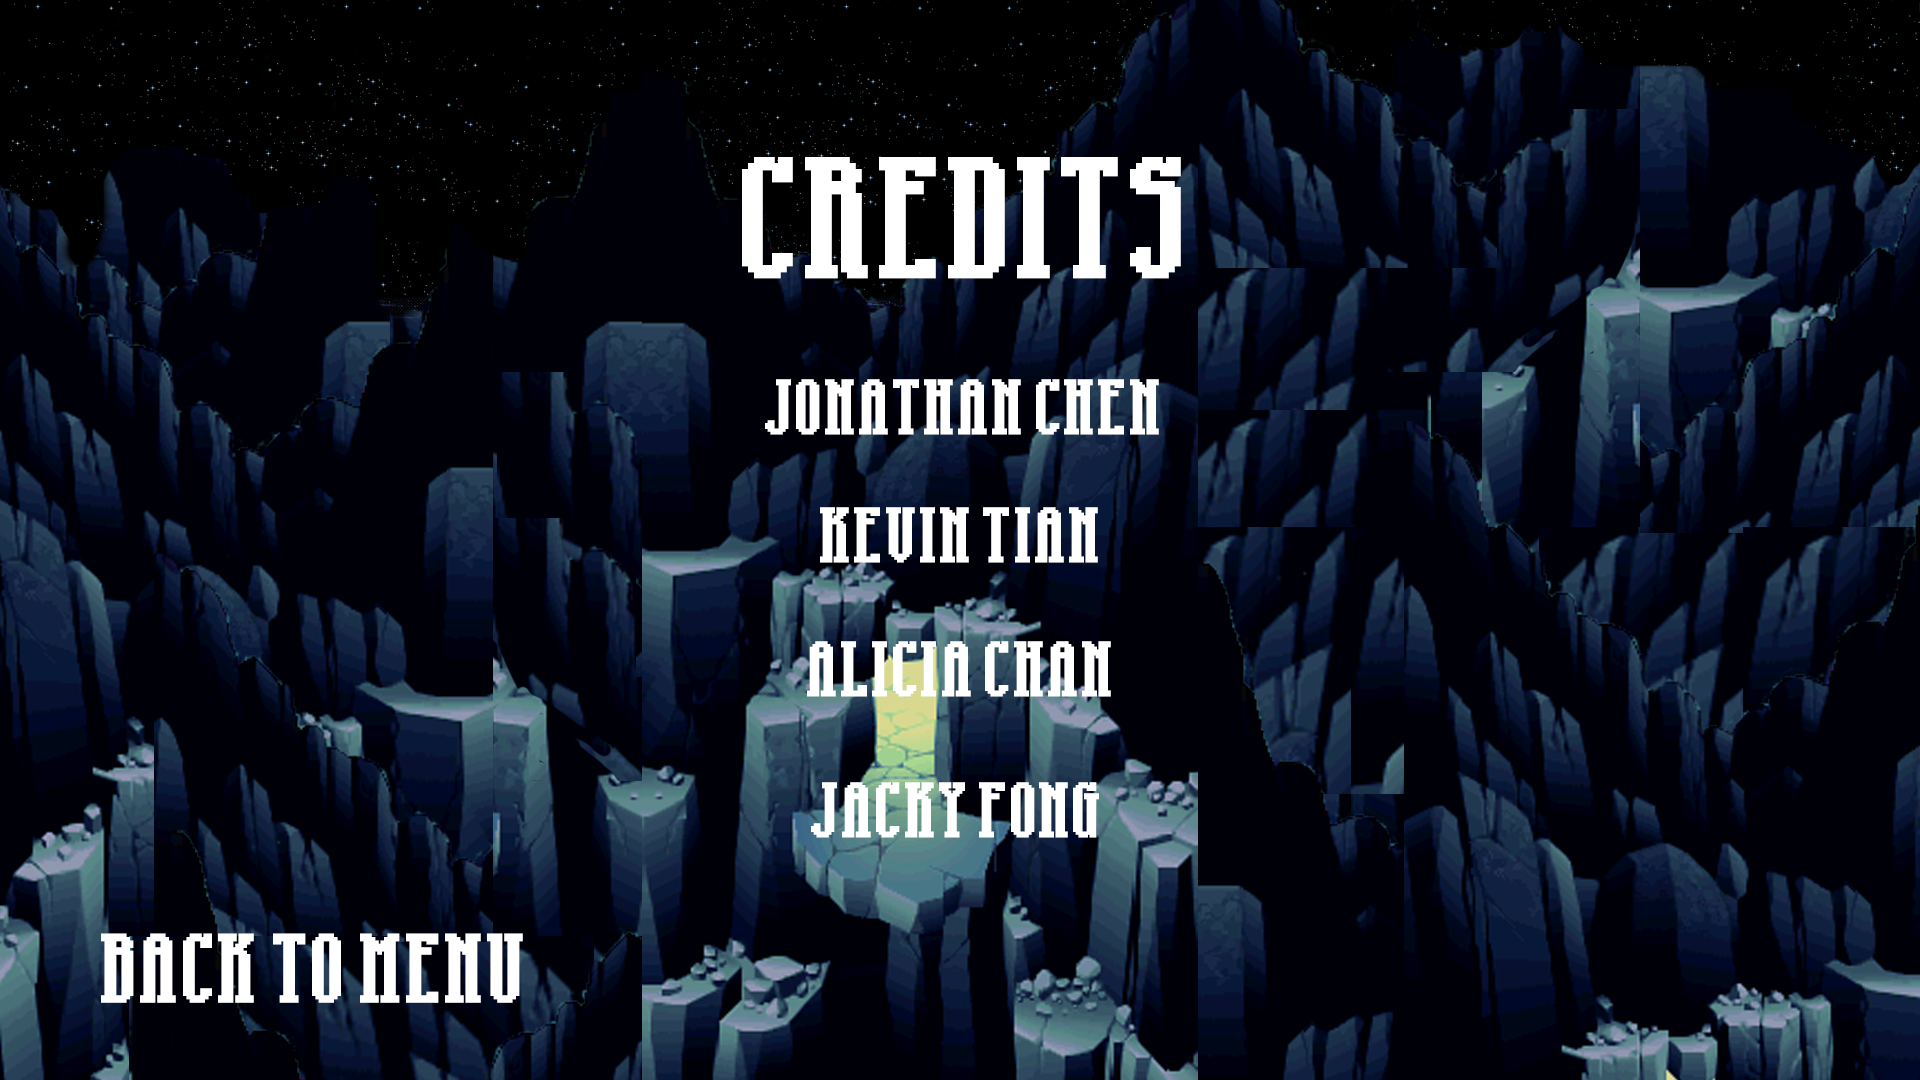 CREDITS
JONATHAN CHEN
KEVIN TIAN
ALICIA CHAN
JACKY FONG
BACK TO MENU